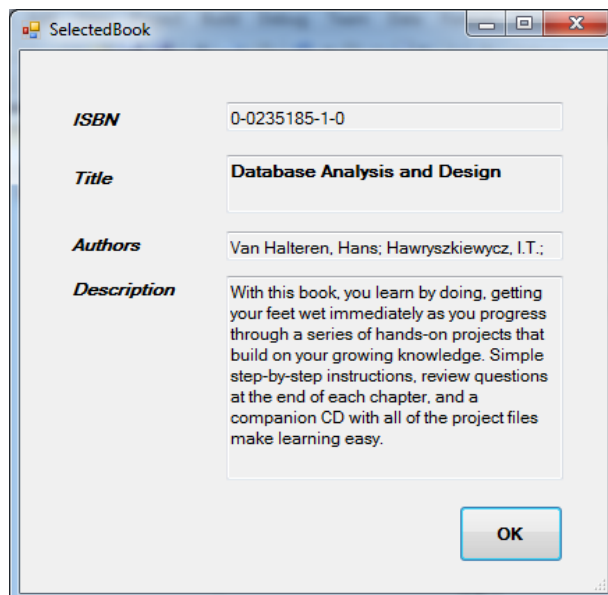 SelectedBook
ISBN
0-0235185-1-0
Title
Database Analysis and Design
Authors
Van Halteren, Hans; Hawryszkiewycz, I.T.;
Description
With this book, you learn by doing, getting
your feet wet immediately as you progress
through a series of hands-on projects that
build on your growing knowledge. Simple
step-by-step instructions, review questions
at the end of each chapter, and a
companion CD with all of the project files
make learning easy.
OK